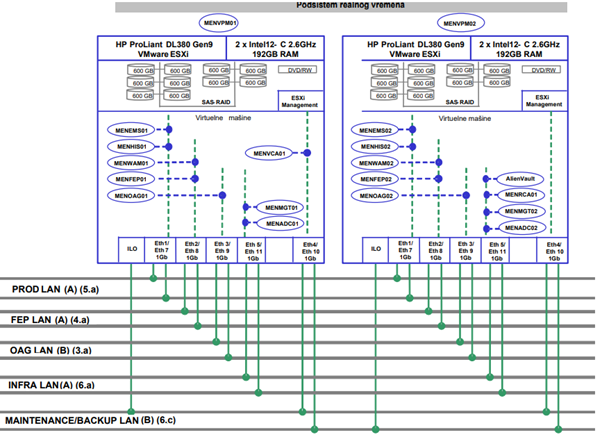 Podsistem realnog vremena
MENVPM01
HP ProLiant DL380 Gen9
VMware ESXi
2 x Intel12- C 2.6GHz
192GB RAM
600 GB
600 GB
600 GB
600 GB
600 GB
600 GB
600 GB
600 GB
600 GB
600 GB
DVD/RW
SAS-RAID
ESXi
Management
Virtuelne mašine
MENEMS01
MENHIS01
MENWAM01
MENFEP01
MENOAG01
MENVCA01
MENMGT01
MENADC01
ILO
Eth1/
Eth 7
1Gb
Eth2/
Eth 8
1Gb
Eth 3/
Eth 9
1Gb
Eth 5/
Eth 11
1Gb
Eth4/
Eth 10
1Gb
MENVPM02
HP ProLiant DL380 Gen9
VMware ESXi
2 x Intel12- C 2.6GHz
192GB RAM
600 GB
600 GB
600 GB
600 GB
600 GB
600 GB
600 GB
600 GB
600 GB
600 GB
DVD/RW
SAS-RAID
ESXi
Management
Virtuelne mašine
MENEMS02
MENHIS02
MENWAM02
MENFEP02
MENOAG02
AlienVault
MENRCA01
MENMGT02
MENADC02
ILO
Eth1/
Eth 7
1Gb
Eth2/
Eth 8
1Gb
Eth 3/
Eth 9
1Gb
Eth 5/
Eth 11
1Gb
Eth4/
Eth 10
1Gb
PROD LAN (A) (5.a)
FEP LAN (A) (4.a)
OAG LAN (B) (3.a)
INFRA LAN (A) (6.a)
MAINTENANCE/BACKUP LAN (B) (6.c)